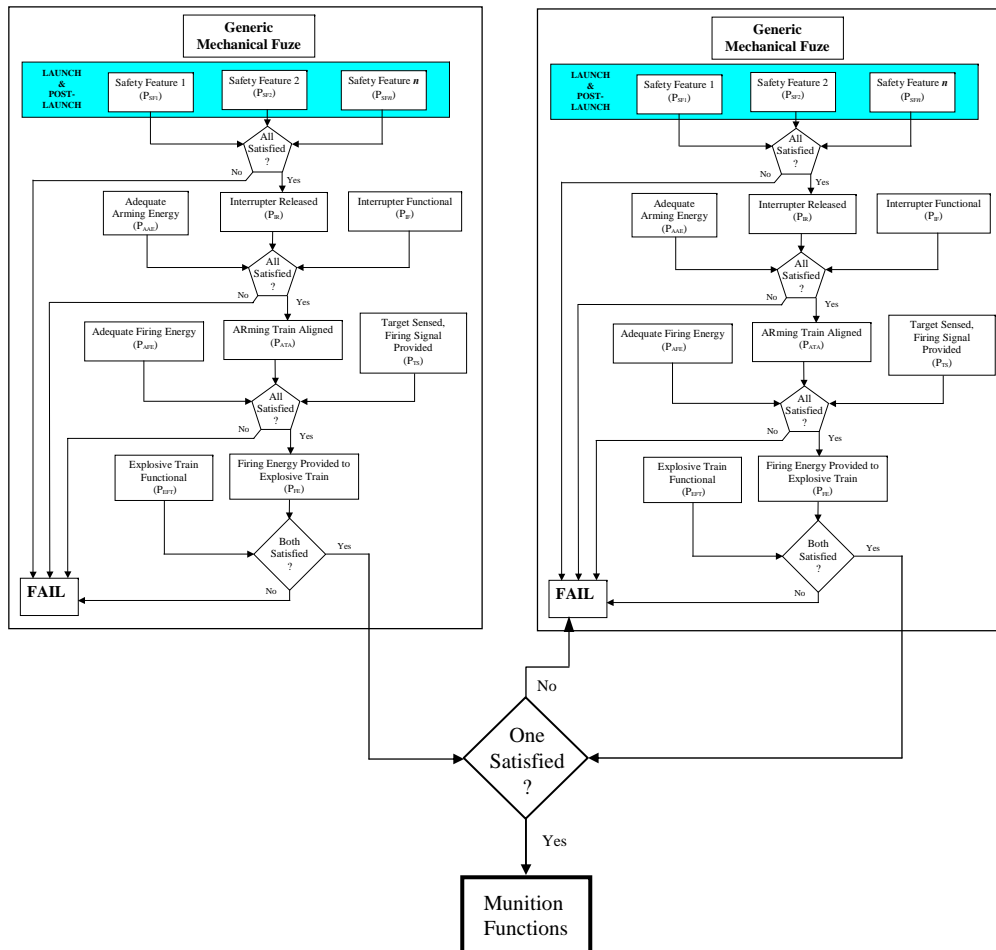 Generic
Mechanical Fuze
LAUNCH
&
POST-
LAUNCH
Safety Feature 1
(PSF1)
Safety Feature 2
(PSF2)
Safety Feature n
(PSFn)
All
Satisfied
?
No
Yes
Adequate
Arming Energy
(PAAE)
Interrupter Released
(PIR)
Interrupter Functional
(PIF)
All
Satisfied
?
No
Yes
Adequate Firing Energy
(PAFE)
ARming Train Aligned
(PATA)
Target Sensed,
Firing Signal
Provided
(PTS)
All
Satisfied
?
No
Yes
Explosive Train
Functional
(PEFT)
Firing Energy Provided to
Explosive Train
(PFE)
Both
Satisfied
?
Yes
No
FAIL
Generic
Mechanical Fuze
LAUNCH
&
POST-
LAUNCH
Safety Feature 1
(PSF1)
Safety Feature 2
(PSF2)
Safety Feature n
(PSFn)
All
Satisfied
?
No
Yes
Adequate
Arming Energy
(PAAE)
Interrupter Released
(PIR)
Interrupter Functional
(PIF)
All
Satisfied
?
No
Yes
Adequate Firing Energy
(PAFE)
ARming Train Aligned
(PATA)
Target Sensed,
Firing Signal
Provided
(PTS)
All
Satisfied
?
No
Yes
Explosive Train
Functional
(PEFT)
Firing Energy Provided to
Explosive Train
(PFE)
Both
Satisfied
?
Yes
No
FAIL
No
One
Satisfied
?
Yes
Munition
Functions